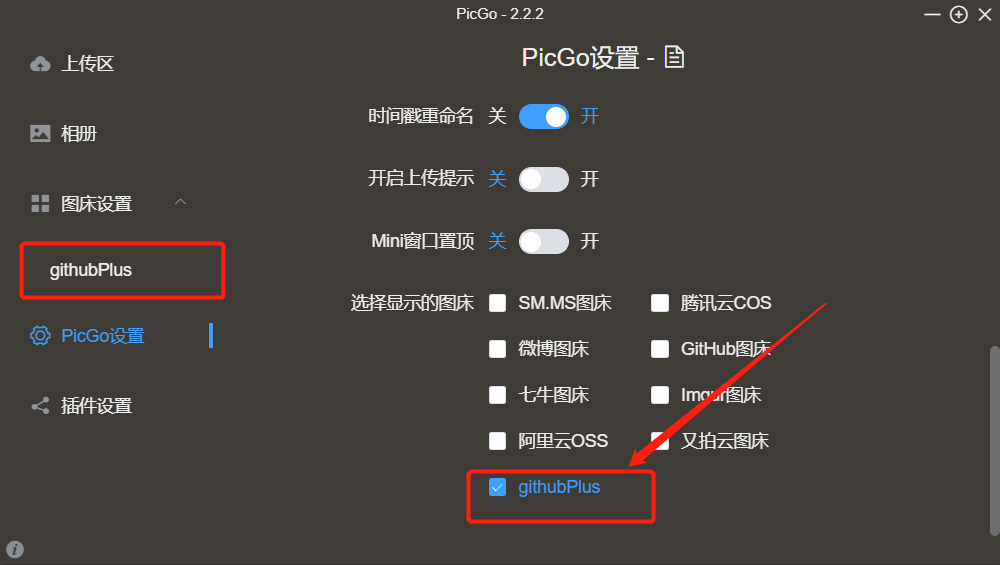 PicGo - 2.2.2
上传区
相册
图床设置
githubPlus
PicGo设置
插件设置
PicGo设置 -
时间戳重命名 关 开
开启上传提示 关 开
Mini窗口置顶 关 开
选择显示的图床 SM.MS图床 腾讯云COS
微博图床 GitHub图床
七牛图床 Imgur图床
阿里云OSS 又拍云图床
githubPlus